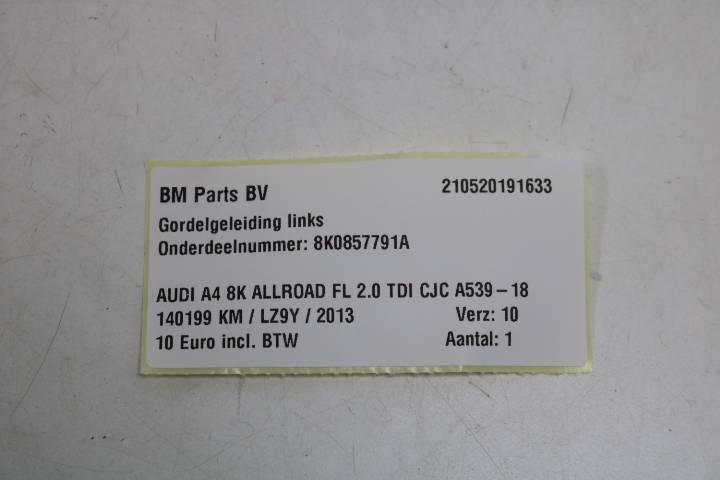 BM Parts BV 210520191633
Gordelgeleiding links
Onderdeelnummer: 8K0857791A
AUDI A4 8K ALLROAD FL 2.0 TDI CJC A539-18
140199 KM / LZ9Y / 2013 Verz: 10
10 Euro incl. BTW Aantal: 1